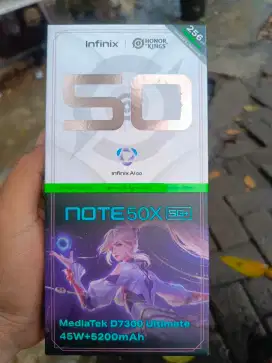 Infinix
HONOR
OF KINGS
256
50
Infinix AI∞
NOTE 50X 5G+
MediaTek D7300 Ultimate
45W+5200mAh